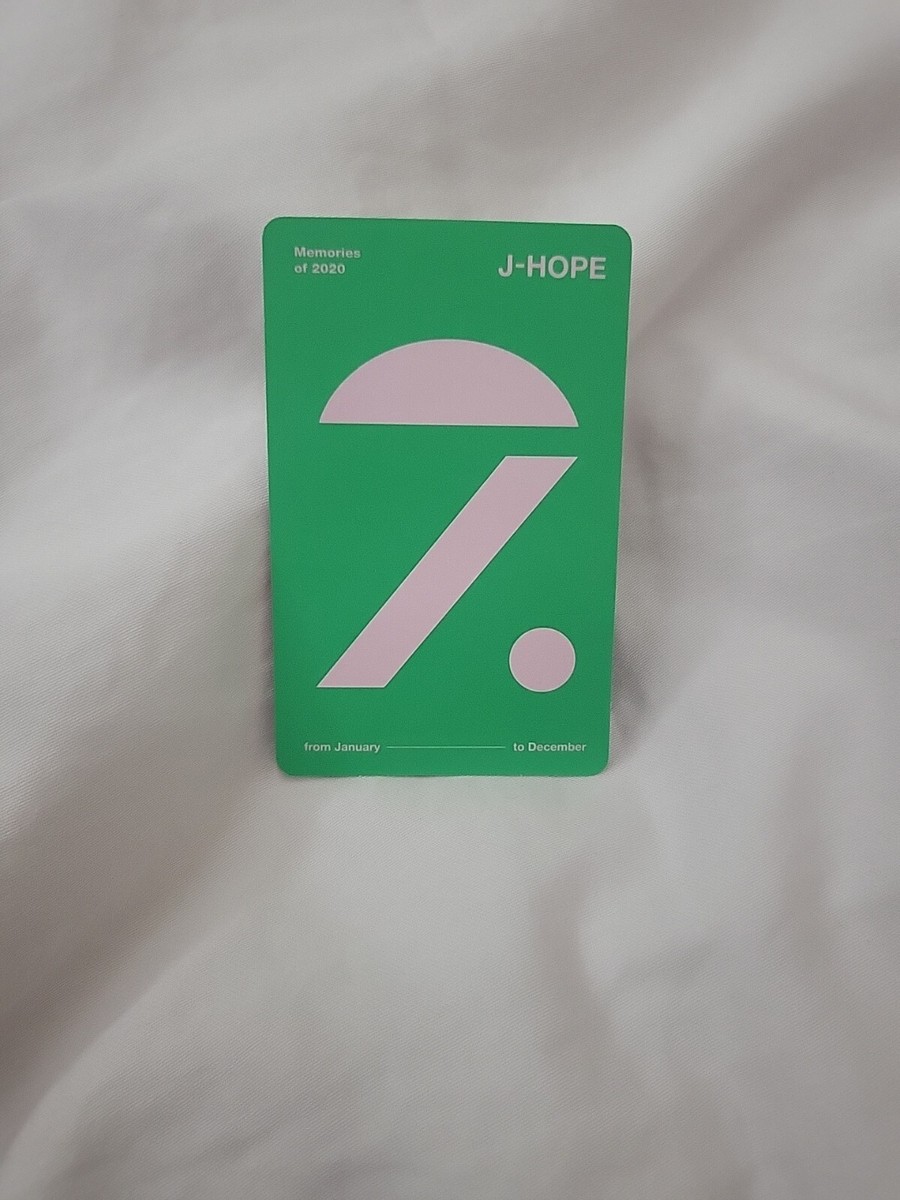 Memories
of 2020
J-HOPE
from January
to December